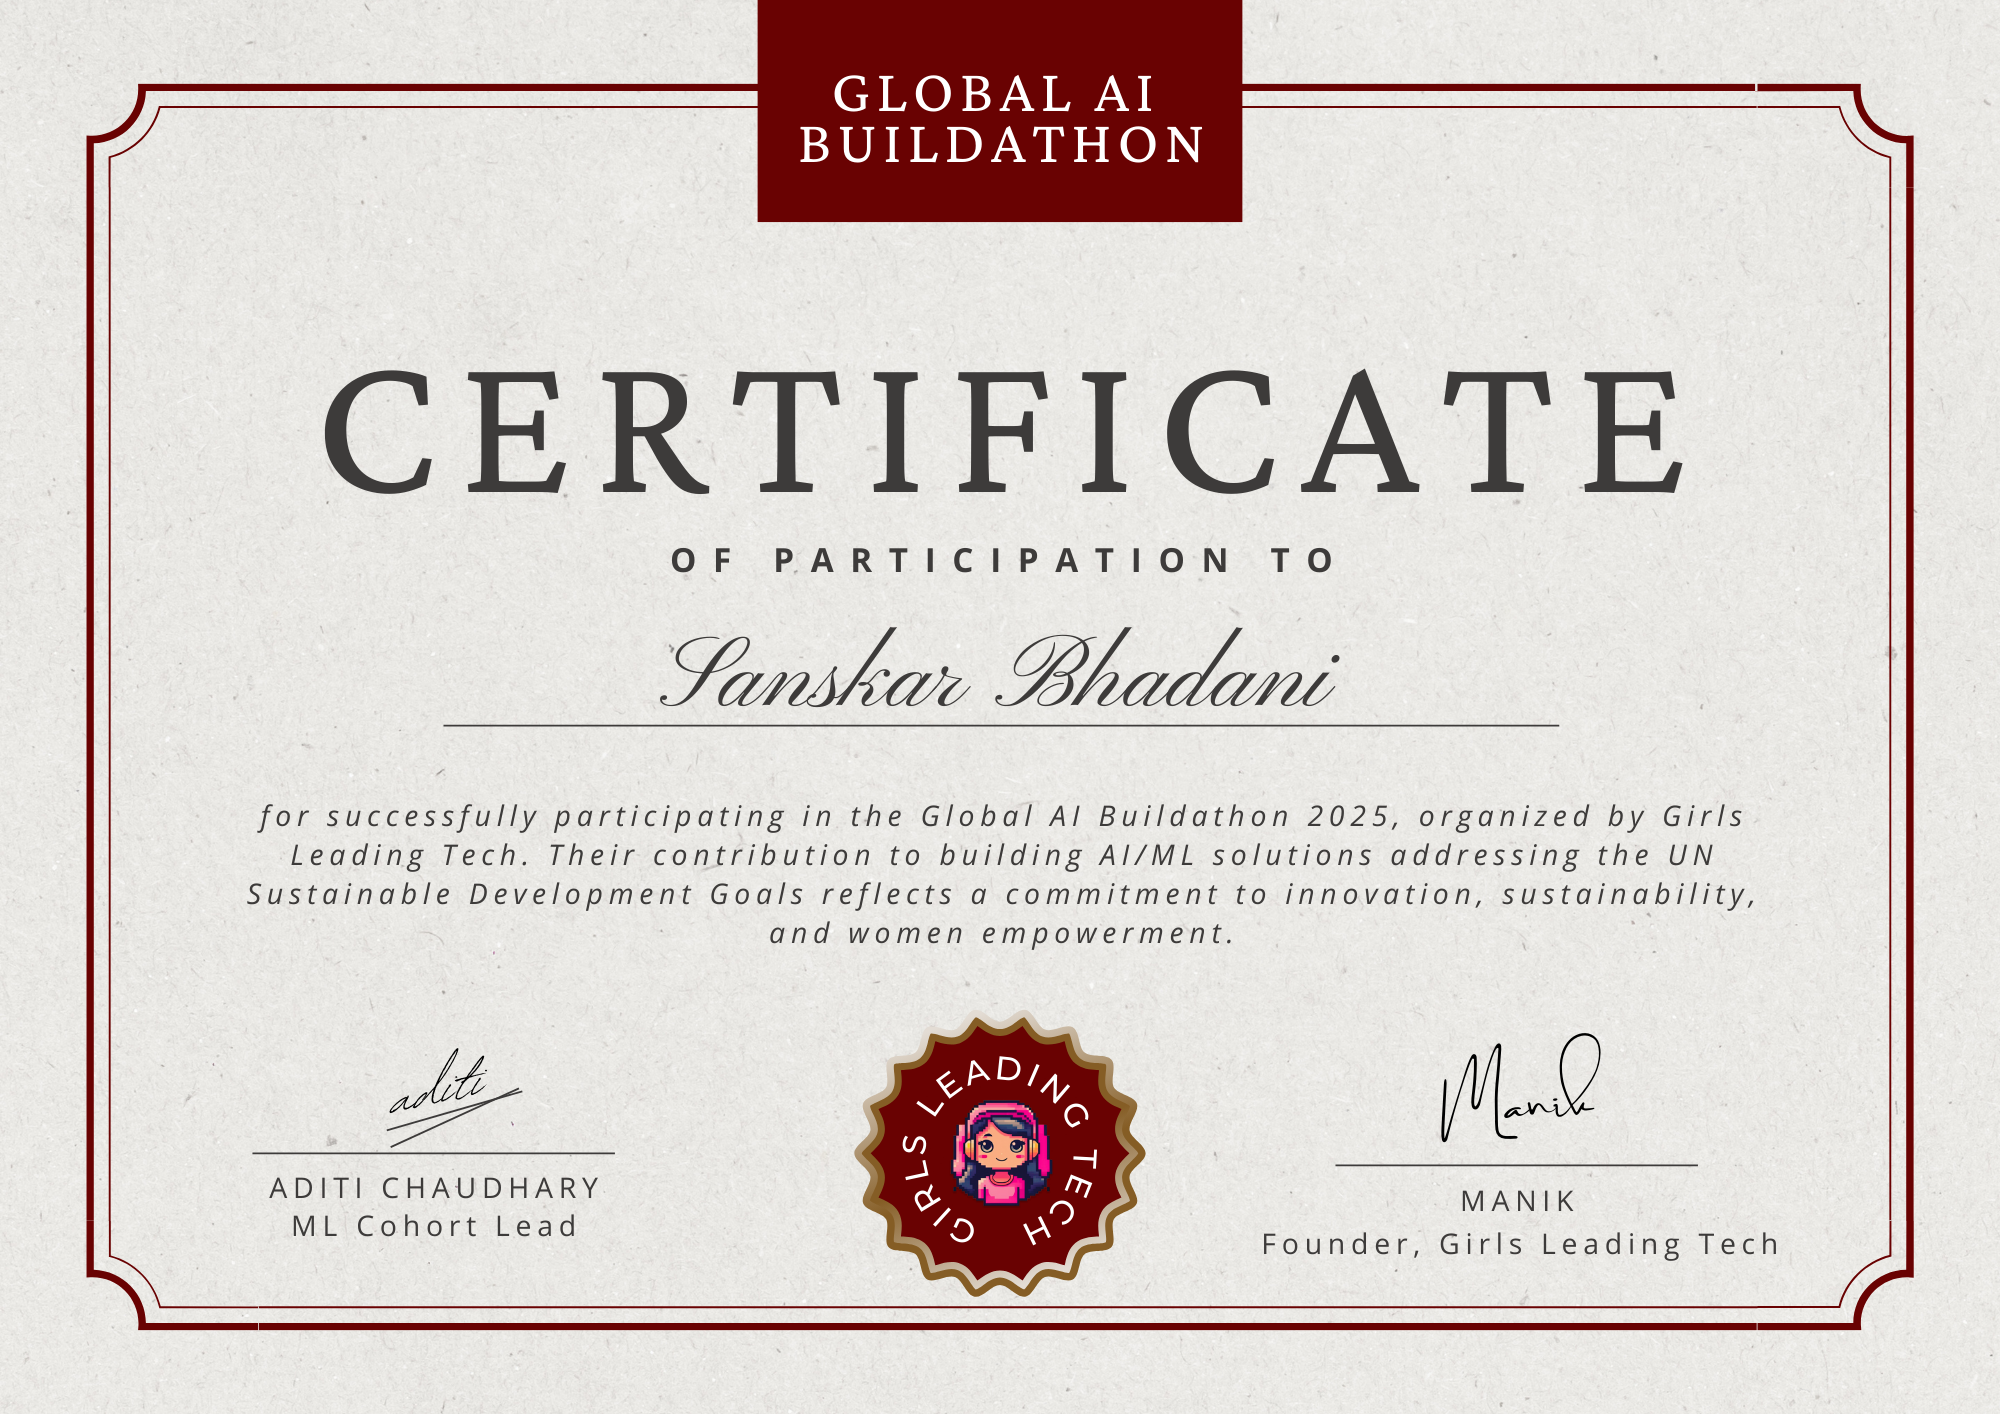 GLOBAL AI
BUILDATHON
CERTIFICATE
OF PARTICIPATION TO
Sanskar Bhadani
for successfully participating in the Global AI Buildathon 2025, organized by Girls
Leading Tech. Their contribution to building AI/ML solutions addressing the UN
Sustainable Development Goals reflects a commitment to innovation, sustainability,
and women empowerment.
aditi
ADITI CHAUDHARY
ML Cohort Lead
GIRLS LEADING TECH
Manik
MANIK
Founder, Girls Leading Tech